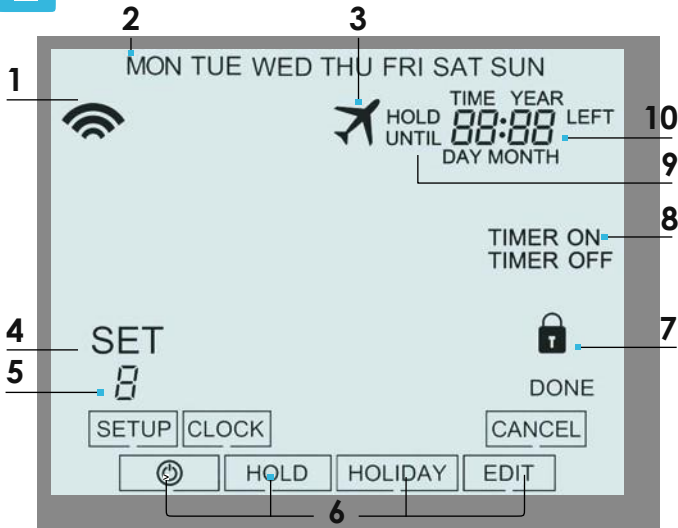 2 3
MON TUE WED THU FRI SAT SUN
1
TIME YEAR
HOLD 88:88 LEFT 10
UNTIL
DAY MONTH
9
TIMER ON 8
TIMER OFF
4 SET 7
5 8 DONE
SETUP CLOCK CANCEL
HOLD HOLIDAY EDIT
6